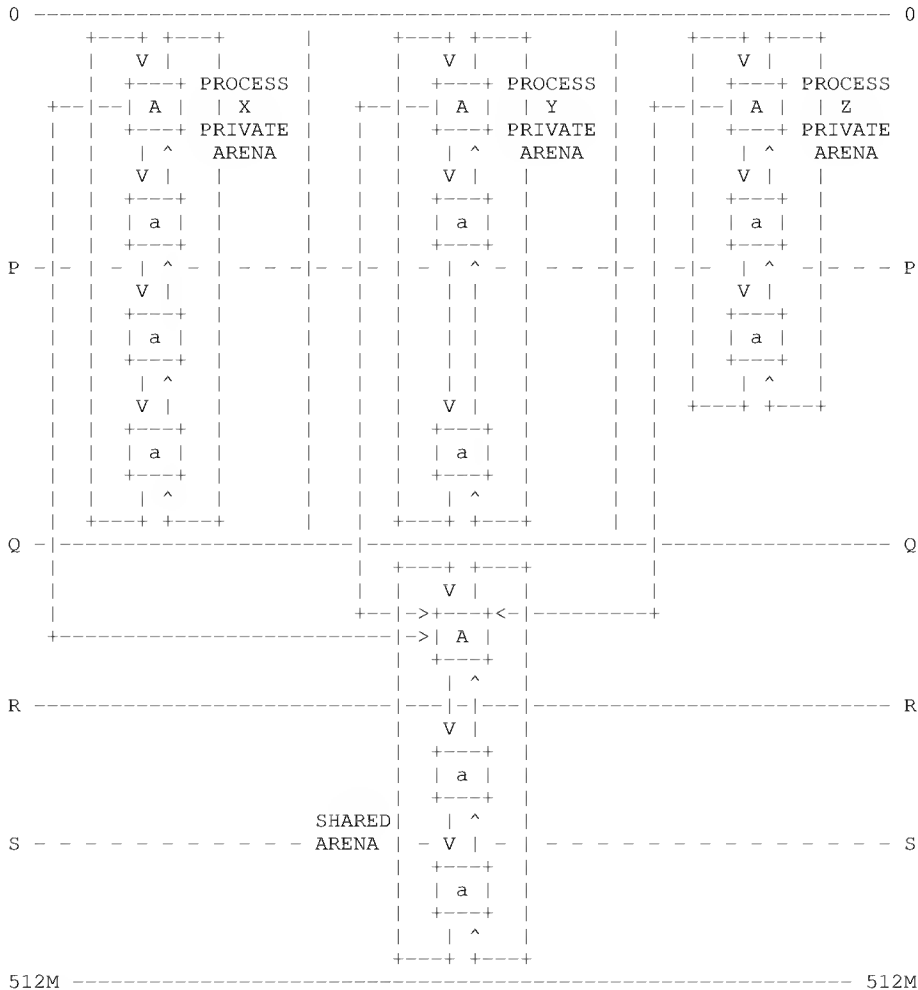 0 0
V V V
PROCESS PROCESS PROCESS
A X A Y A Z
PRIVATE PRIVATE PRIVATE
ARENA ARENA ARENA
V V V
a a a
P P
V V
a a
V V
a a
Q Q
V
A
R R
V
a
SHARED
S ARENA V S
a
512M 512M